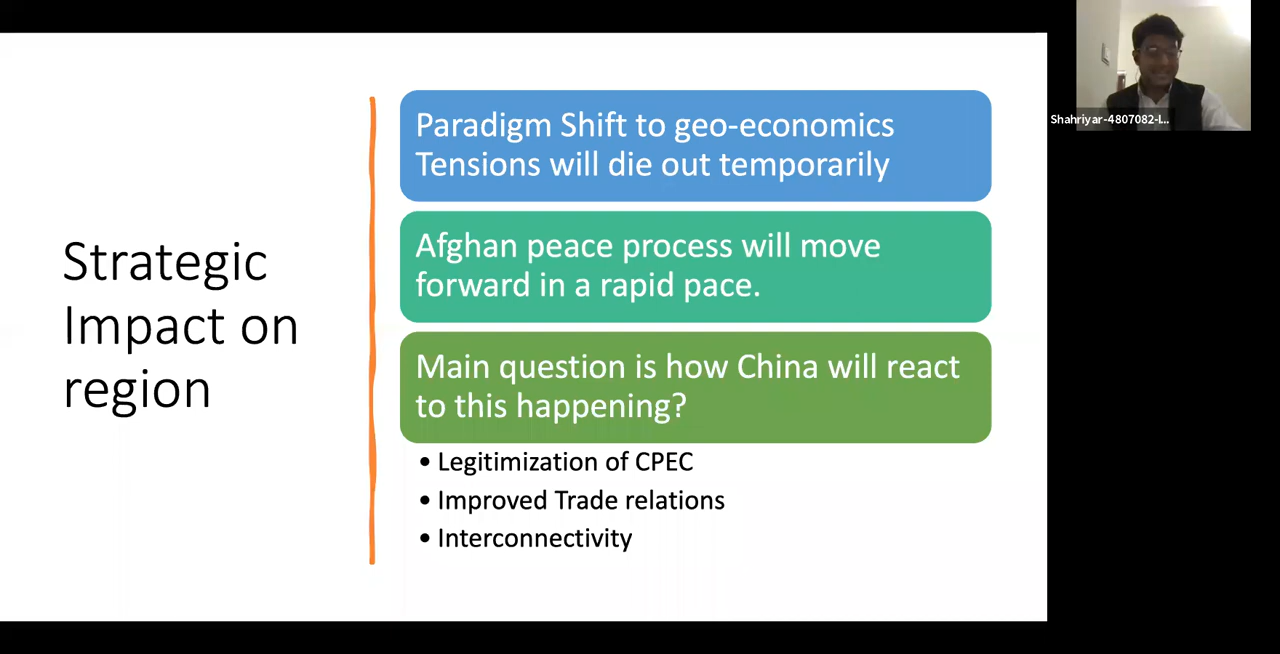 Strategic
Impact on
region
Paradigm Shift to geo-economics
Tensions will die out temporarily
Afghan peace process will move
forward in a rapid pace.
Main question is how China will react
to this happening?
• Legitimization of CPEC
• Improved Trade relations
• Interconnectivity
Shahriyar-4807082-I...